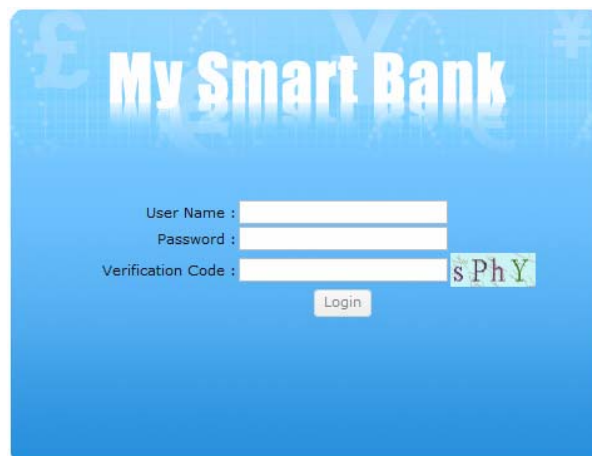 My Smart Bank
User Name :
Password :
Verification Code : sPhY
Login